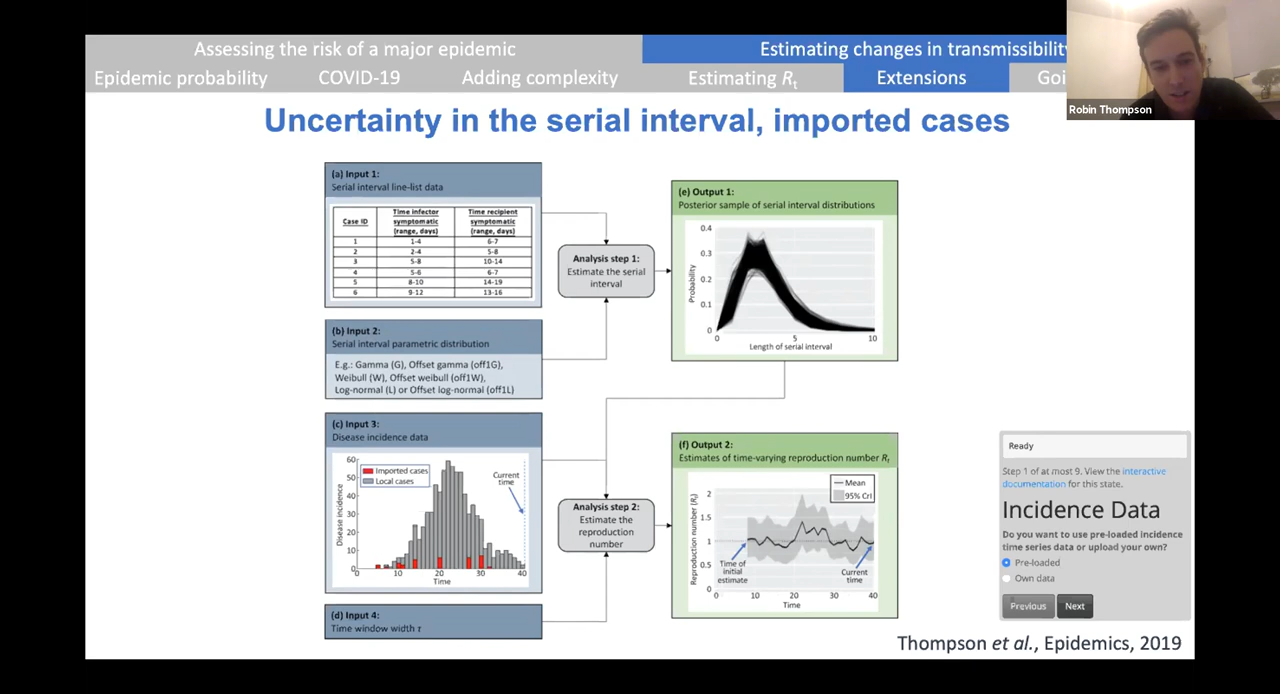 Assessing the risk of a major epidemic
Estimating changes in transmissibility
Epidemic probability
COVID-19
Adding complexity
Estimating Rt
Extensions
Goi
Robin Thompson
Uncertainty in the serial interval, imported cases
(a) Input 1:
Serial interval line-list data
Case ID
Time infector
symptomatic
(range, days)
Time recipient
symptomatic
(range, days)
1 1-4 6-7
2 2-4 5-8
3 5-8 10-14
4 5-6 6-7
5 8-10 14-19
6 9-12 13-16
(b) Input 2:
Serial interval parametric distribution
E.g.: Gamma (G), Offset gamma (off1G),
Weibull (W), Offset weibull (off1W),
Log-normal (L) or Offset log-normal (off1L)
(c) Input 3:
Disease incidence data
Disease incidence
60
50
40
30
20
10
0
Imported cases
Local cases
Current
time
0 10 20 30 40
Time
(d) Input 4:
Time window width τ
Analysis step 1:
Estimate the serial
interval
Analysis step 2:
Estimate the
reproduction
number
(e) Output 1:
Posterior sample of serial interval distributions
Probability
0.4
0.3
0.2
0.1
0
0 5 10
Length of serial interval
(f) Output 2:
Estimates of time-varying reproduction number Rt
Reproduction number (Rt)
2
1.5
1
0.5
0
Mean
95% CrI
Time of
initial
estimate
Current
time
0 10 20 30 40
Time
Ready
Step 1 of at most 9. View the interactive
documentation for this state.
Incidence Data
Do you want to use pre-loaded incidence
time series data or upload your own?
Pre-loaded
Own data
Previous
Next
Thompson et al., Epidemics, 2019